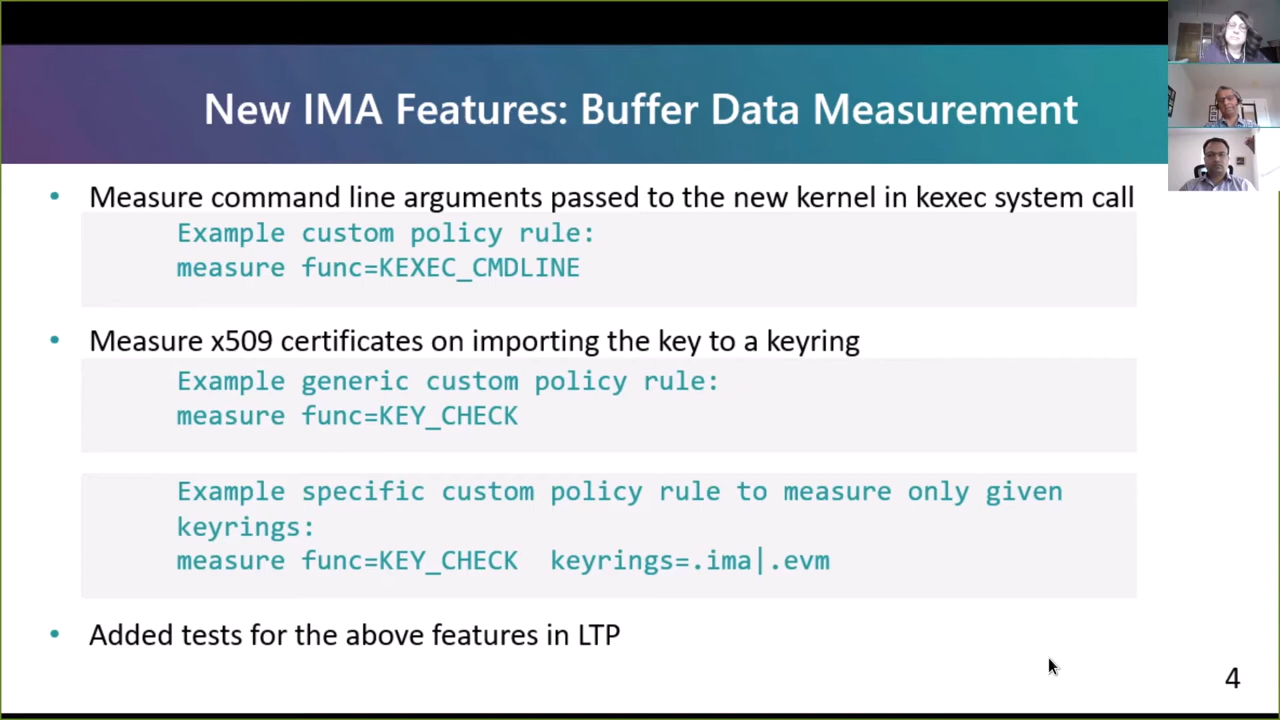 New IMA Features: Buffer Data Measurement
• Measure command line arguments passed to the new kernel in kexec system call
Example custom policy rule:
measure func=KEXEC_CMDLINE
• Measure x509 certificates on importing the key to a keyring
Example generic custom policy rule:
measure func=KEY_CHECK
Example specific custom policy rule to measure only given
keyrings:
measure func=KEY_CHECK  keyrings=.ima|.evm
• Added tests for the above features in LTP
4